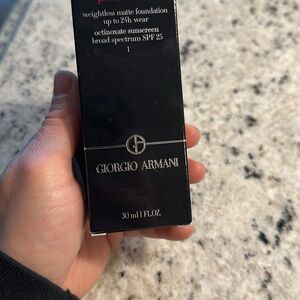 weightless matte foundation
up to 24h wear
octinoxate sunscreen
broad spectrum SPF 25
1
GIORGIO ARMANI
30 ml 1 FL.OZ.